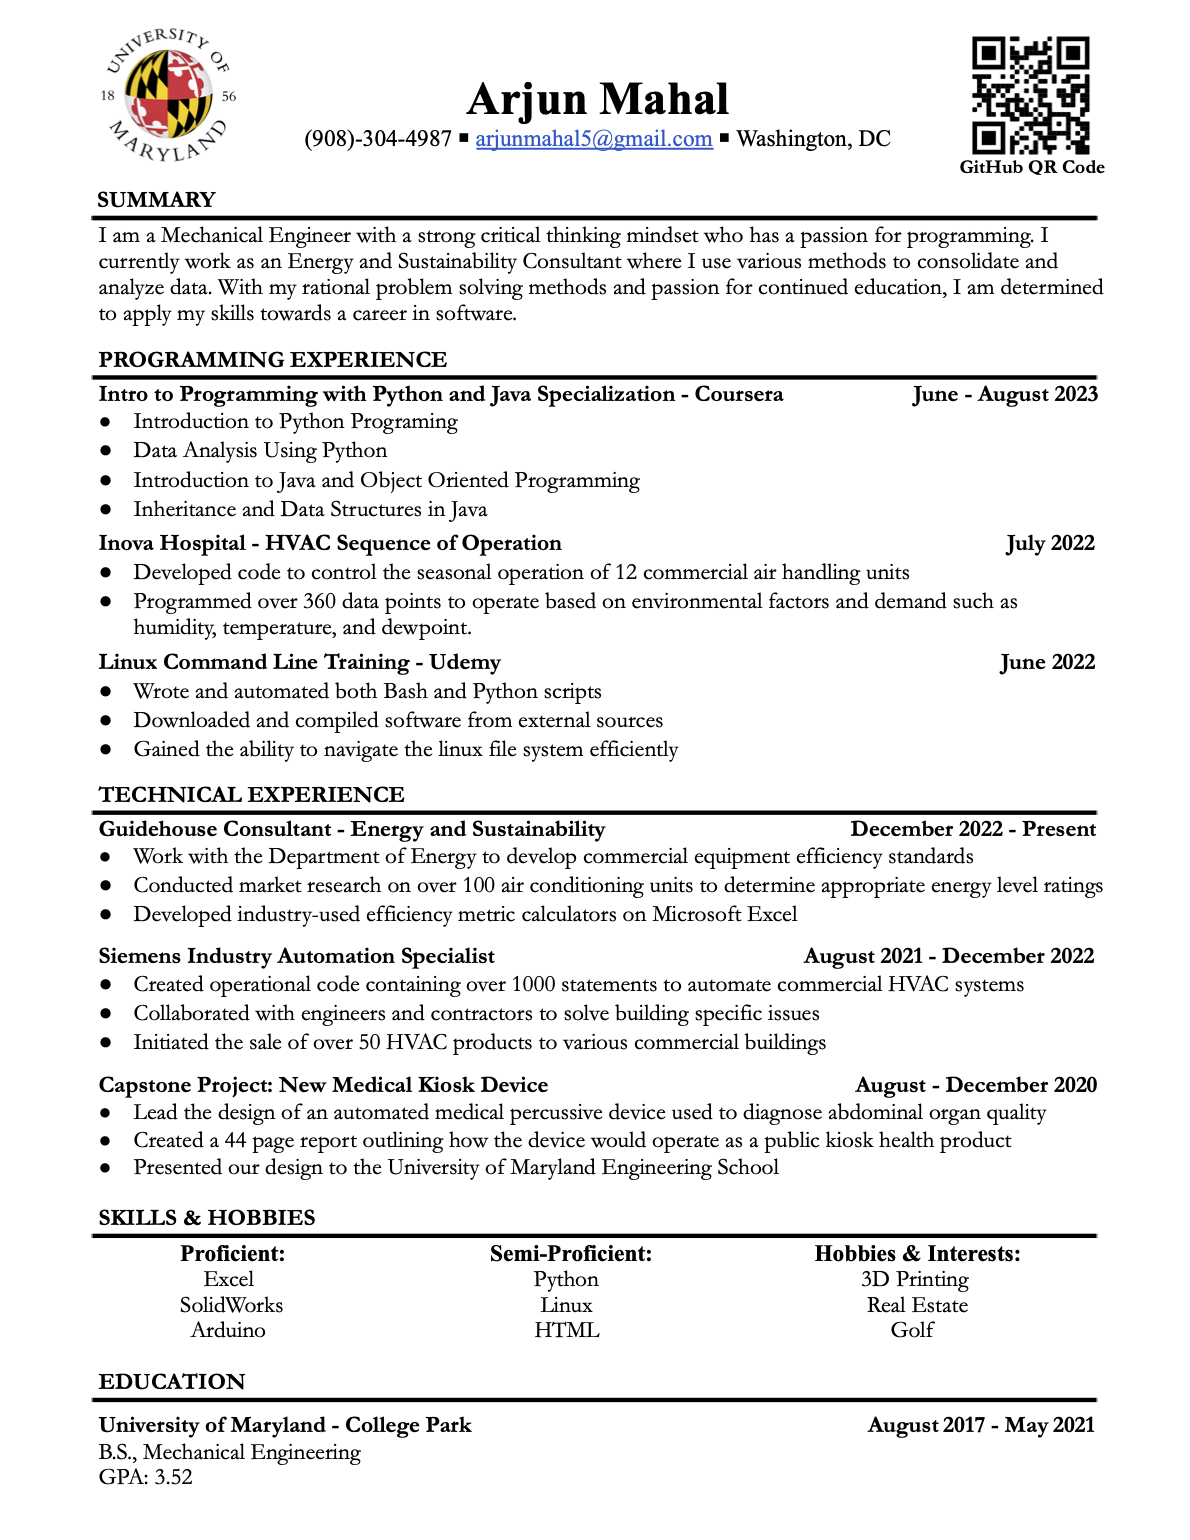 UNIVERSITY OF
18 56
MARYLAND
Arjun Mahal
(908)-304-4987 ▪ arjunmahal5@gmail.com ▪ Washington, DC
GitHub QR Code
SUMMARY
I am a Mechanical Engineer with a strong critical thinking mindset who has a passion for programming. I
currently work as an Energy and Sustainability Consultant where I use various methods to consolidate and
analyze data. With my rational problem solving methods and passion for continued education, I am determined
to apply my skills towards a career in software.
PROGRAMMING EXPERIENCE
Intro to Programming with Python and Java Specialization - Coursera June - August 2023
● Introduction to Python Programing
● Data Analysis Using Python
● Introduction to Java and Object Oriented Programming
● Inheritance and Data Structures in Java
Inova Hospital - HVAC Sequence of Operation July 2022
● Developed code to control the seasonal operation of 12 commercial air handling units
● Programmed over 360 data points to operate based on environmental factors and demand such as
humidity, temperature, and dewpoint.
Linux Command Line Training - Udemy June 2022
● Wrote and automated both Bash and Python scripts
● Downloaded and compiled software from external sources
● Gained the ability to navigate the linux file system efficiently
TECHNICAL EXPERIENCE
Guidehouse Consultant - Energy and Sustainability December 2022 - Present
● Work with the Department of Energy to develop commercial equipment efficiency standards
● Conducted market research on over 100 air conditioning units to determine appropriate energy level ratings
● Developed industry-used efficiency metric calculators on Microsoft Excel
Siemens Industry Automation Specialist August 2021 - December 2022
● Created operational code containing over 1000 statements to automate commercial HVAC systems
● Collaborated with engineers and contractors to solve building specific issues
● Initiated the sale of over 50 HVAC products to various commercial buildings
Capstone Project: New Medical Kiosk Device August - December 2020
● Lead the design of an automated medical percussive device used to diagnose abdominal organ quality
● Created a 44 page report outlining how the device would operate as a public kiosk health product
● Presented our design to the University of Maryland Engineering School
SKILLS & HOBBIES
Proficient: Semi-Proficient: Hobbies & Interests:
Excel Python 3D Printing
SolidWorks Linux Real Estate
Arduino HTML Golf
EDUCATION
University of Maryland - College Park August 2017 - May 2021
B.S., Mechanical Engineering
GPA: 3.52